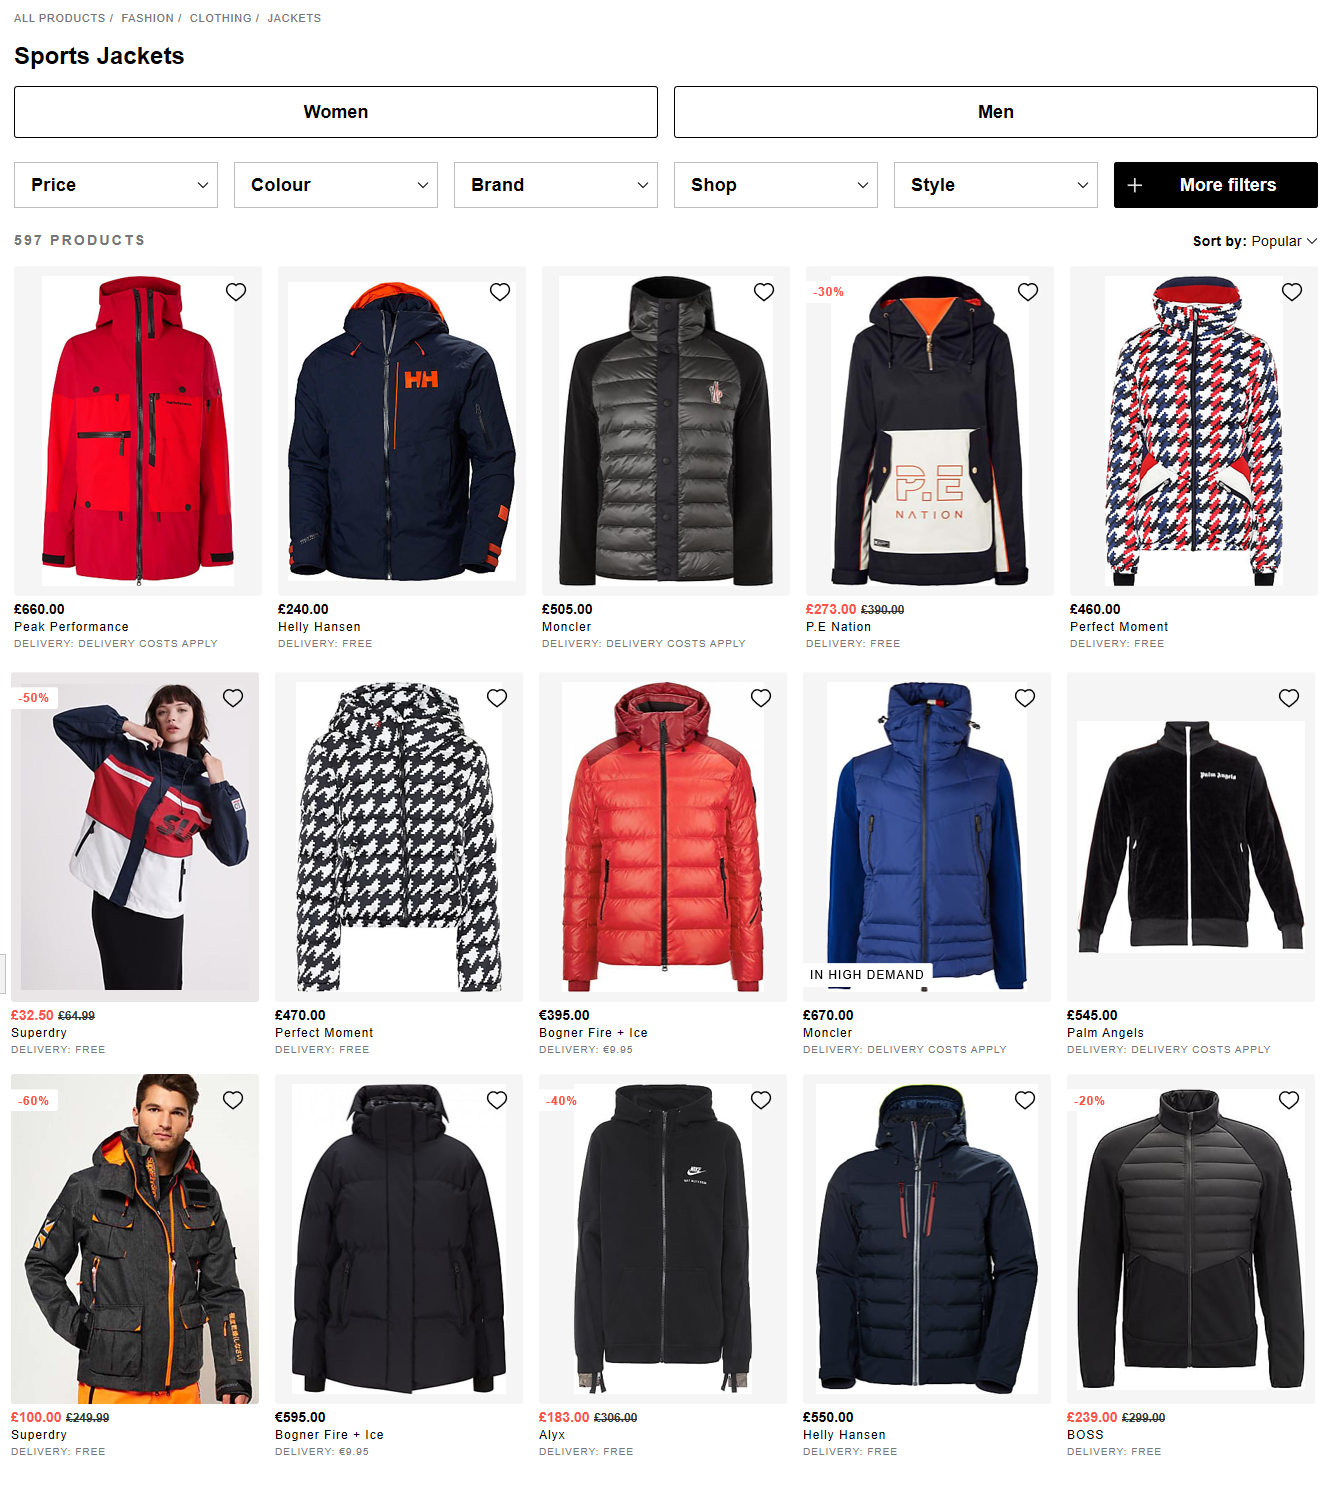 ALL PRODUCTS / FASHION / CLOTHING / JACKETS
Sports Jackets
Women
Men
Price
Colour
Brand
Shop
Style
More filters
597 PRODUCTS
Sort by: Popular
HH
-30%
P.E
NATION
£660.00
Peak Performance
DELIVERY: DELIVERY COSTS APPLY
£240.00
Helly Hansen
DELIVERY: FREE
£505.00
Moncler
DELIVERY: DELIVERY COSTS APPLY
£273.00 £390.00
P.E Nation
DELIVERY: FREE
£460.00
Perfect Moment
DELIVERY: FREE
-50%
SU
Palm Angels
IN HIGH DEMAND
£32.50 £64.99
Superdry
DELIVERY: FREE
£470.00
Perfect Moment
DELIVERY: FREE
€395.00
Bogner Fire + Ice
DELIVERY: €9.95
£670.00
Moncler
DELIVERY: DELIVERY COSTS APPLY
£545.00
Palm Angels
DELIVERY: DELIVERY COSTS APPLY
-60%
-40%
NIKE
-20%
£100.00 £249.99
Superdry
DELIVERY: FREE
€595.00
Bogner Fire + Ice
DELIVERY: €9.95
£183.00 £306.00
Alyx
DELIVERY: FREE
£550.00
Helly Hansen
DELIVERY: FREE
£239.00 £299.00
BOSS
DELIVERY: FREE